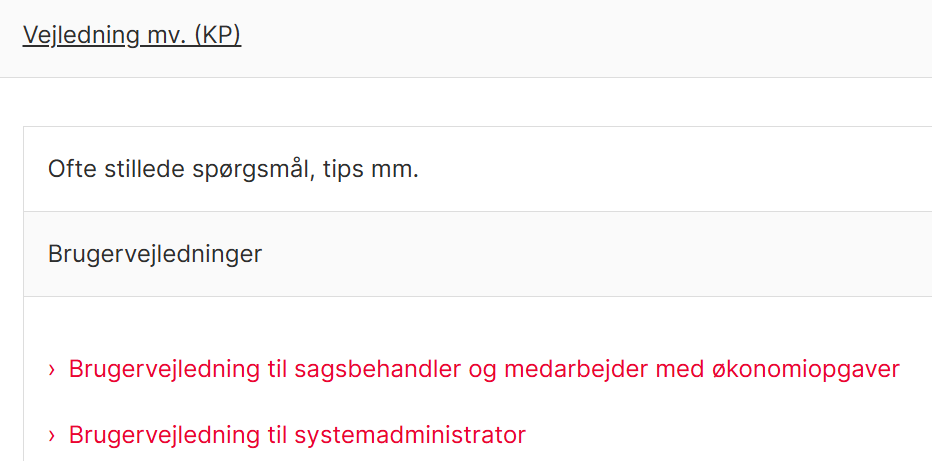 Vejledning mv. (KP)
Ofte stillede spørgsmål, tips mm.
Brugervejledninger
› Brugervejledning til sagsbehandler og medarbejder med økonomiopgaver
› Brugervejledning til systemadministrator